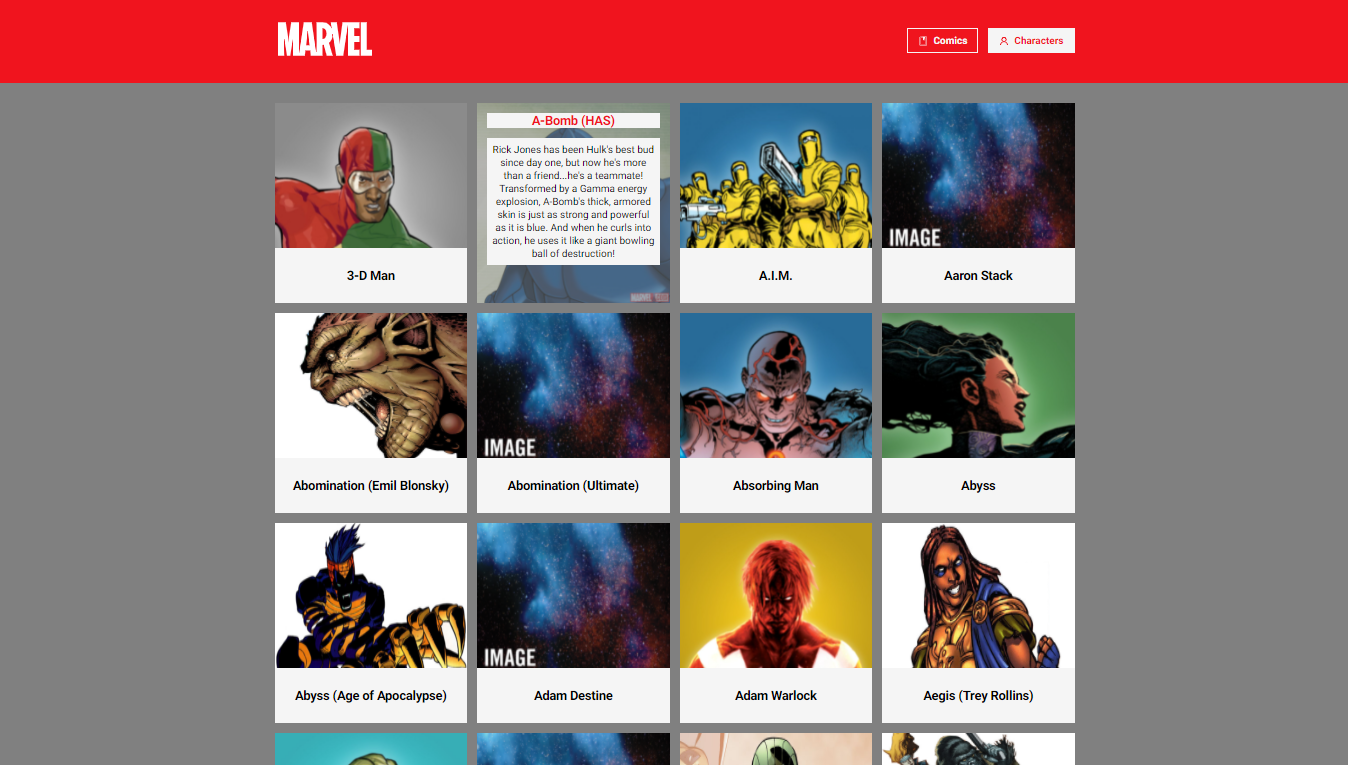 MARVEL
Comics
Characters
A-Bomb (HAS)
Rick Jones has been Hulk's best bud
since day one, but now he's more
than a friend...he's a teammate!
Transformed by a Gamma energy
explosion, A-Bomb's thick, armored
skin is just as strong and powerful
as it is blue. And when he curls into
action, he uses it like a giant bowling
ball of destruction!
IMAGE
3-D Man
A.I.M.
Aaron Stack
IMAGE
Abomination (Emil Blonsky)
Abomination (Ultimate)
Absorbing Man
Abyss
IMAGE
Abyss (Age of Apocalypse)
Adam Destine
Adam Warlock
Aegis (Trey Rollins)